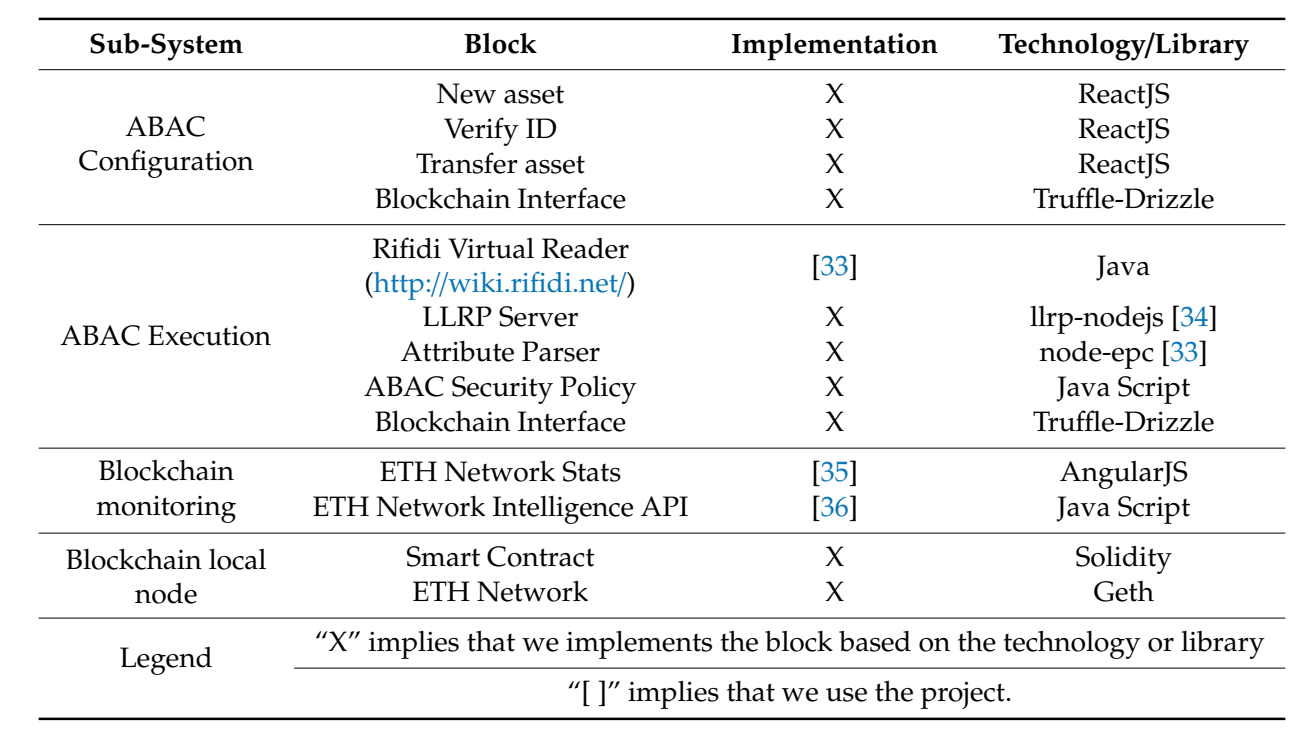 Sub-System Block Implementation Technology/Library
ABAC Configuration
New asset X ReactJS
Verify ID X ReactJS
Transfer asset X ReactJS
Blockchain Interface X Truffle-Drizzle
ABAC Execution
Rifidi Virtual Reader
(http://wiki.rifidi.net/) [33] Java
LLRP Server X llrp-nodejs [34]
Attribute Parser X node-epc [33]
ABAC Security Policy X Java Script
Blockchain Interface X Truffle-Drizzle
Blockchain
monitoring
ETH Network Stats [35] AngularJS
ETH Network Intelligence API [36] Java Script
Blockchain local
node
Smart Contract X Solidity
ETH Network X Geth
Legend
“X” implies that we implements the block based on the technology or library
“[ ]” implies that we use the project.